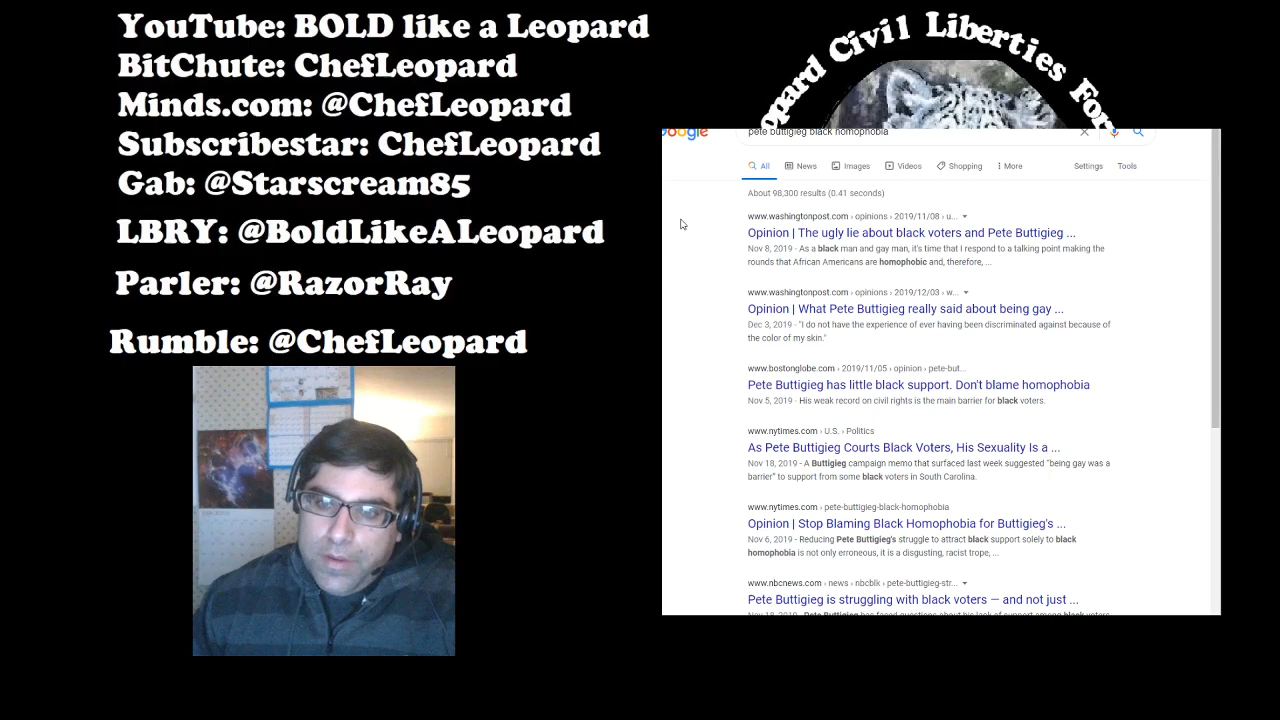 YouTube: BOLD like a Leopard
BitChute: ChefLeopard
Minds.com: @ChefLeopard
Subscribestar: ChefLeopard
Gab: @Starscream85
LBRY: @BoldLikeALeopard
Parler: @RazorRay
Rumble: @ChefLeopard
opard Civil Liberties For
oogle
pete buttigieg black homophobia
All News Images Videos Shopping More Settings Tools
About 98,300 results (0.41 seconds)
www.washingtonpost.com › opinions › 2019/11/08 › u...
Opinion | The ugly lie about black voters and Pete Buttigieg ...
Nov 8, 2019 - As a black man and gay man, it's time that I respond to a talking point making the
rounds that African Americans are homophobic and, therefore, ...
www.washingtonpost.com › opinions › 2019/12/03 › w...
Opinion | What Pete Buttigieg really said about being gay ...
Dec 3, 2019 - "I do not have the experience of ever having been discriminated against because of
the color of my skin."
www.bostonglobe.com › 2019/11/05 › opinion › pete-but...
Pete Buttigieg has little black support. Don't blame homophobia
Nov 5, 2019 - His weak record on civil rights is the main barrier for black voters.
www.nytimes.com › U.S. › Politics
As Pete Buttigieg Courts Black Voters, His Sexuality Is a ...
Nov 18, 2019 - A Buttigieg campaign memo that surfaced last week suggested "being gay was a
barrier" to support from some black voters in South Carolina.
www.nytimes.com › pete-buttigieg-black-homophobia
Opinion | Stop Blaming Black Homophobia for Buttigieg's ...
Nov 6, 2019 - Reducing Pete Buttigieg's struggle to attract black support solely to black
homophobia is not only erroneous, it is a disgusting, racist trope, ...
www.nbcnews.com › news › nbcblk › pete-buttigieg-str...
Pete Buttigieg is struggling with black voters — and not just ...